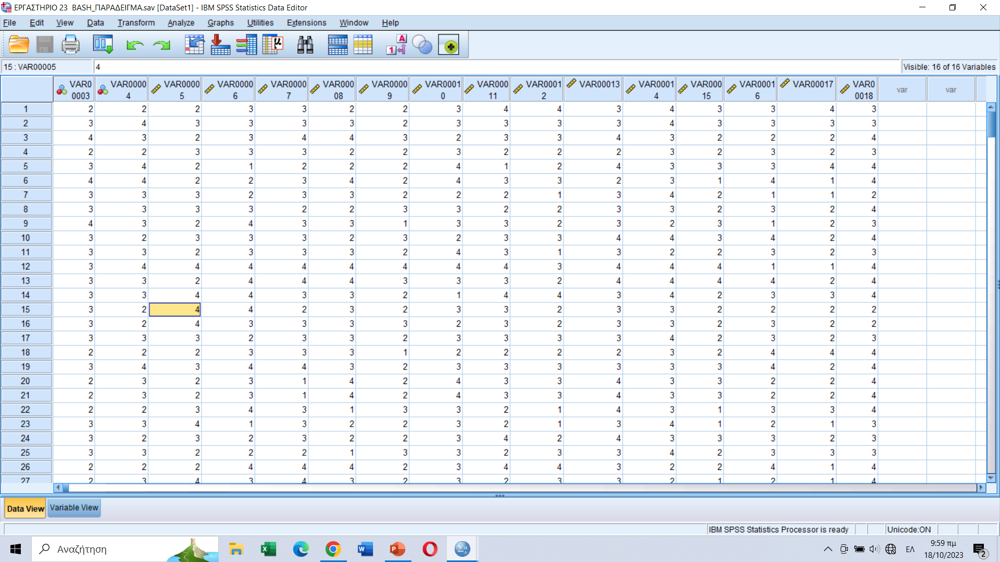 ΕΡΓΑΣΤΗΡΙΟ 23 ΒΑSΗ_ΠΑΡΑΔΕΙΓΜΑ.sav [DataSet1] - IBM SPSS Statistics Data Editor
File Edit View Data Transform Analyze Graphs Utilities Extensions Window Help
15 : VAR00005 4 Visible: 16 of 16 Variables
VAR00003 VAR00004 VAR00005 VAR00006 VAR00007 VAR00008 VAR00009 VAR00010 VAR00011 VAR00012 VAR00013 VAR00014 VAR00015 VAR00016 VAR00017 VAR00018 var var
1 2 2 2 3 3 2 2 3 4 4 3 4 3 3 4 3
2 3 4 3 3 3 3 2 3 3 3 3 4 3 3 3 3
3 4 3 2 3 4 4 3 2 3 3 4 3 2 2 2 4
4 2 2 3 3 3 2 2 3 2 2 2 3 2 3 2 3
5 3 4 2 1 2 2 2 4 1 2 4 3 3 3 4 4
6 4 4 2 2 3 4 2 4 3 3 2 3 1 4 1 4
7 3 3 3 2 3 3 2 2 2 1 3 4 2 1 1 2
8 3 3 3 3 2 2 3 3 2 2 3 3 2 3 2 4
9 4 3 2 4 3 3 1 3 3 2 3 2 3 1 2 3
10 3 2 3 3 3 2 3 2 3 3 4 4 3 4 2 4
11 3 3 2 3 3 3 2 4 3 1 3 2 2 3 2 3
12 3 4 4 4 4 4 4 4 4 3 4 4 4 1 1 4
13 3 3 2 4 4 4 3 3 3 2 4 4 4 4 2 4
14 3 3 4 4 3 3 2 1 4 4 3 4 2 3 3 4
15 3 2 4 4 2 3 2 3 3 2 3 3 2 2 2 2
16 3 2 4 3 3 3 3 2 3 2 3 3 2 3 2 2
17 3 3 3 2 3 3 2 3 3 3 3 4 2 3 2 3
18 2 2 2 3 3 3 1 2 2 2 2 3 2 4 4 4
19 3 4 3 4 4 3 2 3 3 3 3 3 3 4 2 4
20 2 3 2 3 1 4 2 4 3 3 4 3 3 2 2 4
21 2 3 2 3 1 4 2 4 3 3 4 3 3 2 2 4
22 2 2 3 4 3 1 3 3 2 1 4 3 1 3 3 4
23 3 3 4 1 3 2 2 3 2 1 3 4 1 2 1 3
24 3 2 3 2 3 2 2 3 4 2 4 3 3 3 2 3
25 3 3 2 2 2 1 3 3 2 3 3 4 2 3 3 3
26 2 2 2 4 4 4 2 3 4 4 3 2 2 4 1 4
27 2 3 4 3 4 3 2 3 2 3 3 2 1 2 1 4
Data View Variable View
IBM SPSS Statistics Processor is ready Unicode:ON
Αναζήτηση ΕΛ 9:59 πμ
18/10/2023 2